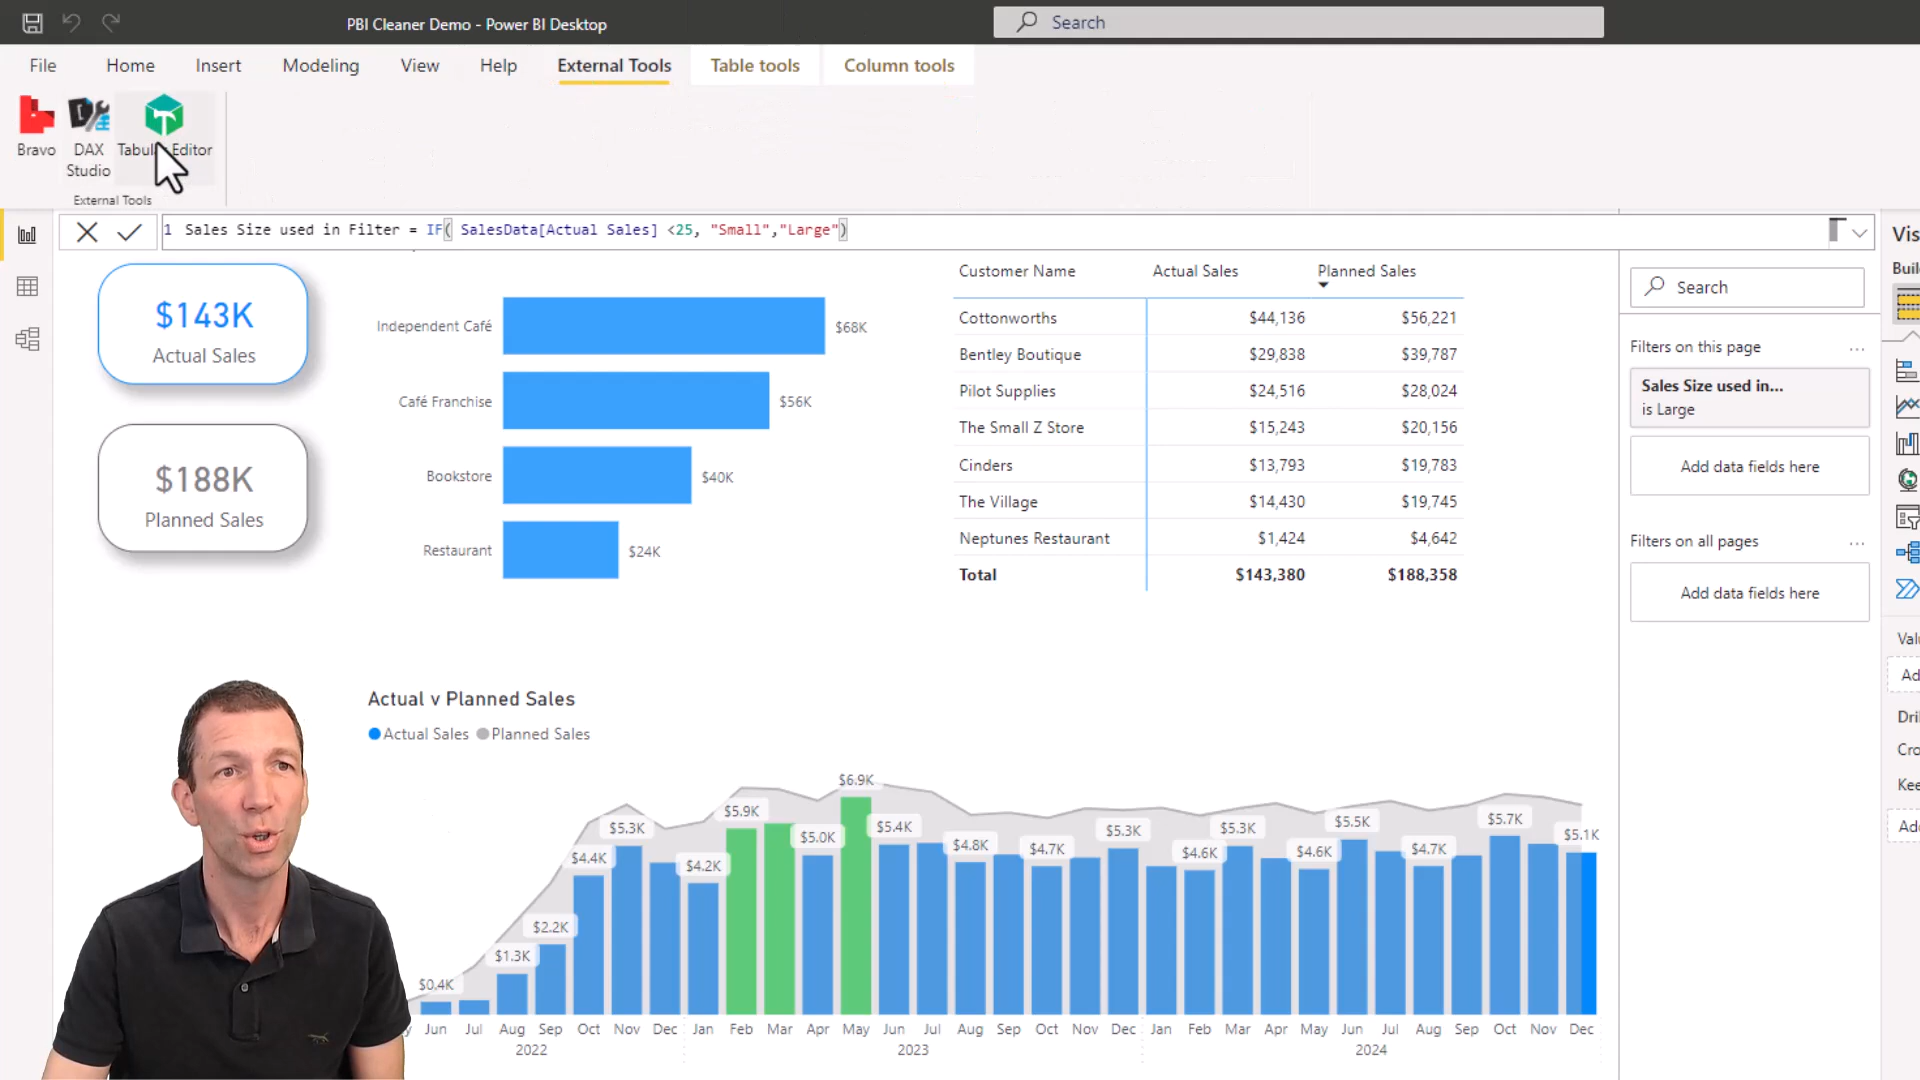 PBI Cleaner Demo - Power BI Desktop
Search
File Home Insert Modeling View Help External Tools Table tools Column tools
Bravo DAX Studio Editor
External Tools
1 Sales Size used in Filter = IF( SalesData[Actual Sales] <25, "Small","Large")
$143K
Actual Sales
$188K
Planned Sales
Independent Café $68K
Café Franchise $56K
Bookstore $40K
Restaurant $24K
Customer Name Actual Sales Planned Sales
Cottonworths $44,136 $56,221
Bentley Boutique $29,838 $39,787
Pilot Supplies $24,516 $28,024
The Small Z Store $15,243 $20,156
Cinders $13,793 $19,783
The Village $14,430 $19,745
Neptunes Restaurant $1,424 $4,642
Total $143,380 $188,358
Search
Filters on this page ...
Sales Size used in...
is Large
Add data fields here
Filters on all pages ...
Add data fields here
Vis
Buil
Dril
Cro
Actual v Planned Sales
Actual Sales Planned Sales
$0.4K $1.3K $2.2K $4.4K $5.3K $4.2K $5.9K $5.0K $6.9K $5.4K $4.8K $4.7K $5.3K $4.6K $5.3K $4.6K $5.5K $4.7K $5.7K $5.1K
Jun Jul Aug Sep Oct Nov Dec Jan Feb Mar Apr May Jun Jul Aug Sep Oct Nov Dec Jan Feb Mar Apr May Jun Jul Aug Sep Oct Nov Dec
2022 2023 2024